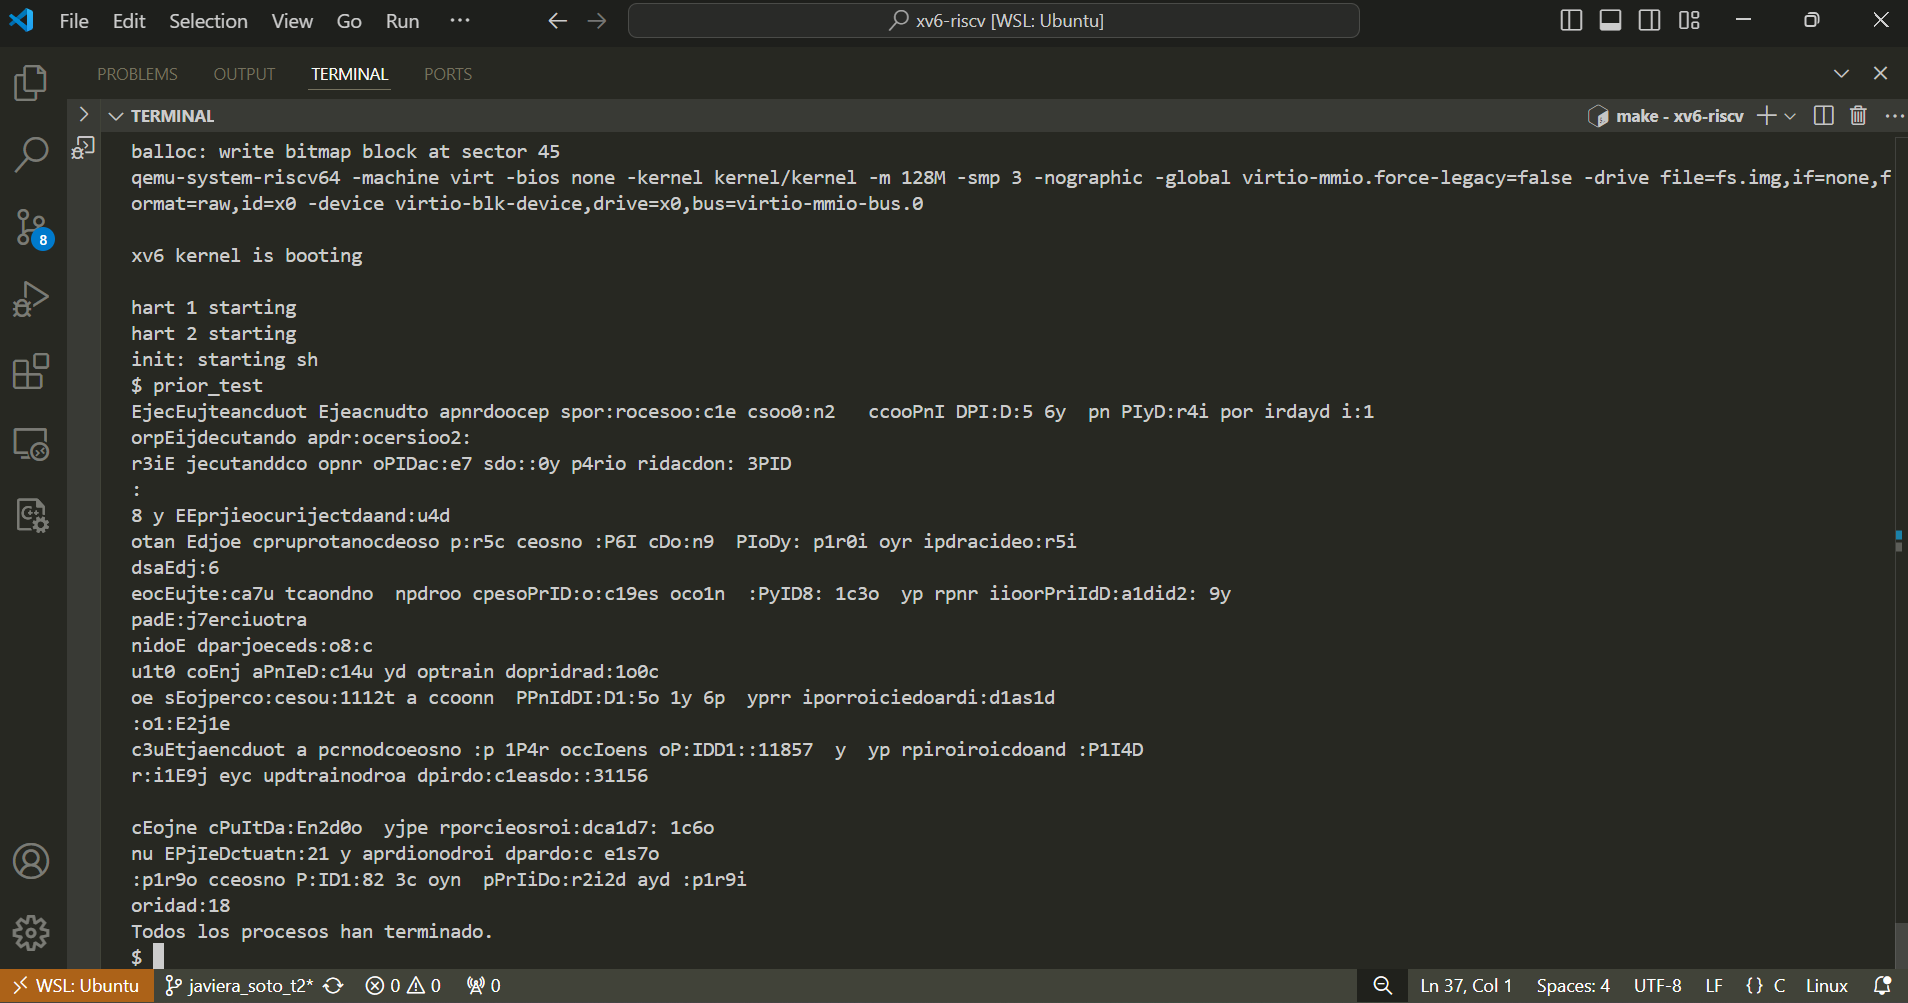 File Edit Selection View Go Run ··· xv6-riscv [WSL: Ubuntu]
PROBLEMS OUTPUT TERMINAL PORTS
TERMINAL make - xv6-riscv
balloc: write bitmap block at sector 45
qemu-system-riscv64 -machine virt -bios none -kernel kernel/kernel -m 128M -smp 3 -nographic -global virtio-mmio.force-legacy=false -drive file=fs.img,if=none,f
ormat=raw,id=x0 -device virtio-blk-device,drive=x0,bus=virtio-mmio-bus.0
xv6 kernel is booting
hart 1 starting
hart 2 starting
init: starting sh
$ prior_test
EjecEujteancduot Ejeacnudto apnrdoocep spor:rocesoo:c1e csoo0:n2   ccooPnI DPI:D:5 6y  pn PIyD:r4i por irdayd i:1
orpEijdecutando apdr:ocersioo2:
r3iE jecutanddco opnr oPIDac:e7 sdo::0y p4rio ridacdon: 3PID
:
8 y EEprjieocurijectdaand:u4d
otan Edjoe cpruprotanocdeoso p:r5c ceosno :P6I cDo:n9  PIoDy: p1r0i oyr ipdracideo:r5i
dsaEdj:6
eocEujte:ca7u tcaondno  npdroo cpesoPrID:o:c19es oco1n  :PyID8: 1c3o  yp rpnr iioorPriIdD:a1did2: 9y
padE:j7erciuotra
nidoE dparjoeceds:o8:c
u1t0 coEnj aPnIeD:c14u yd optrain dopridrad:1o0c
oe sEojperco:cesou:1112t a ccoonn  PPnIdDI:D1:5o 1y 6p  yprr iporroiciedoardi:d1as1d
:o1:E2j1e
c3uEtjaencduot a pcrnodcoeosno :p 1P4r occIoens oP:IDD1::11857  y  yp rpiroiroicdoand :P1I4D
r:i1E9j eyc updtrainodroa dpirdo:c1easdo::31156
cEojne cPuItDa:En2d0o  yjpe rporcieosroi:dca1d7: 1c6o
nu EPjIeDctuatn:21 y aprdionodroi dpardo:c e1s7o
:p1r9o cceosno P:ID1:82 3c oyn  pPrIiDo:r2i2d ayd :p1r9i
oridad:18
Todos los procesos han terminado.
$
8
WSL: Ubuntu javiera_soto_t2* 0 0 0 Ln 37, Col 1 Spaces: 4 UTF-8 LF {} C Linux